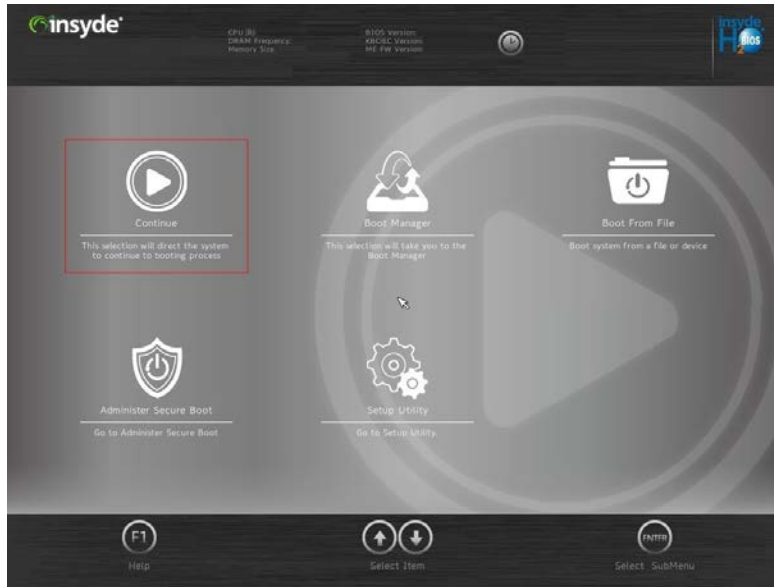 insyde
CPU (R)
DRAM Frequency:
Memory Size
BIOS Version:
KBC/EC Version:
ME FW Version:
insyde
H2O BIOS
Continue
This selection will direct the system
to continue to booting process
Boot Manager
This selection will take you to the
Boot Manager
Boot From File
Boot system from a file or device
Administer Secure Boot
Go to Administer Secure Boot
Setup Utility
Go to Setup Utility.
F1
Help
Select Item
ENTER
Select SubMenu